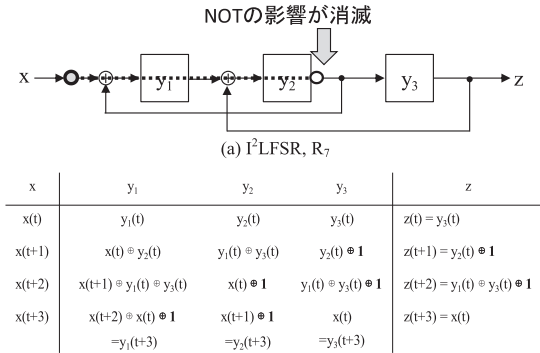 NOTの影響が消滅
x y₁ y₂ y₃ z
(a) I²LFSR, R₇
x y₁ y₂ y₃ z
x(t) y₁(t) y₂(t) y₃(t) z(t) = y₃(t)
x(t+1) x(t) ⊕ y₂(t) y₁(t) ⊕ y₃(t) y₂(t) ⊕ 1 z(t+1) = y₂(t) ⊕ 1
x(t+2) x(t+1) ⊕ y₁(t) ⊕ y₃(t) x(t) ⊕ 1 y₁(t) ⊕ y₃(t) ⊕ 1 z(t+2) = y₁(t) ⊕ y₃(t) ⊕ 1
x(t+3) x(t+2) ⊕ x(t) ⊕ 1 x(t+1) ⊕ 1 x(t) z(t+3) = x(t)
=y₁(t+3) =y₂(t+3) =y₃(t+3)